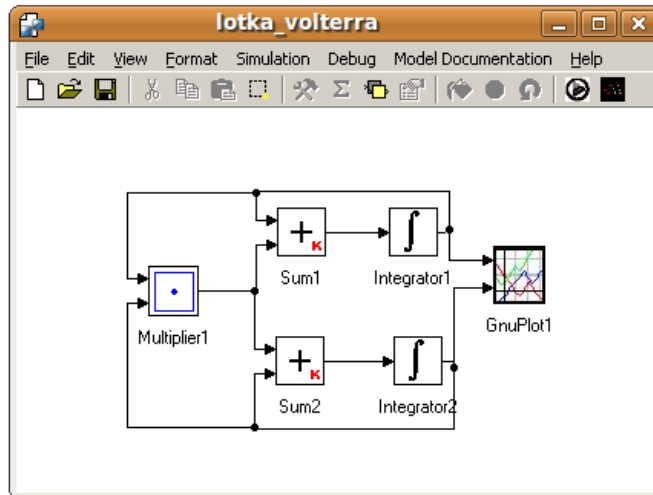 lotka_volterra
File Edit View Format Simulation Debug Model Documentation Help
Sum1
Integrator1
Multiplier1
GnuPlot1
Sum2
Integrator2
K
K